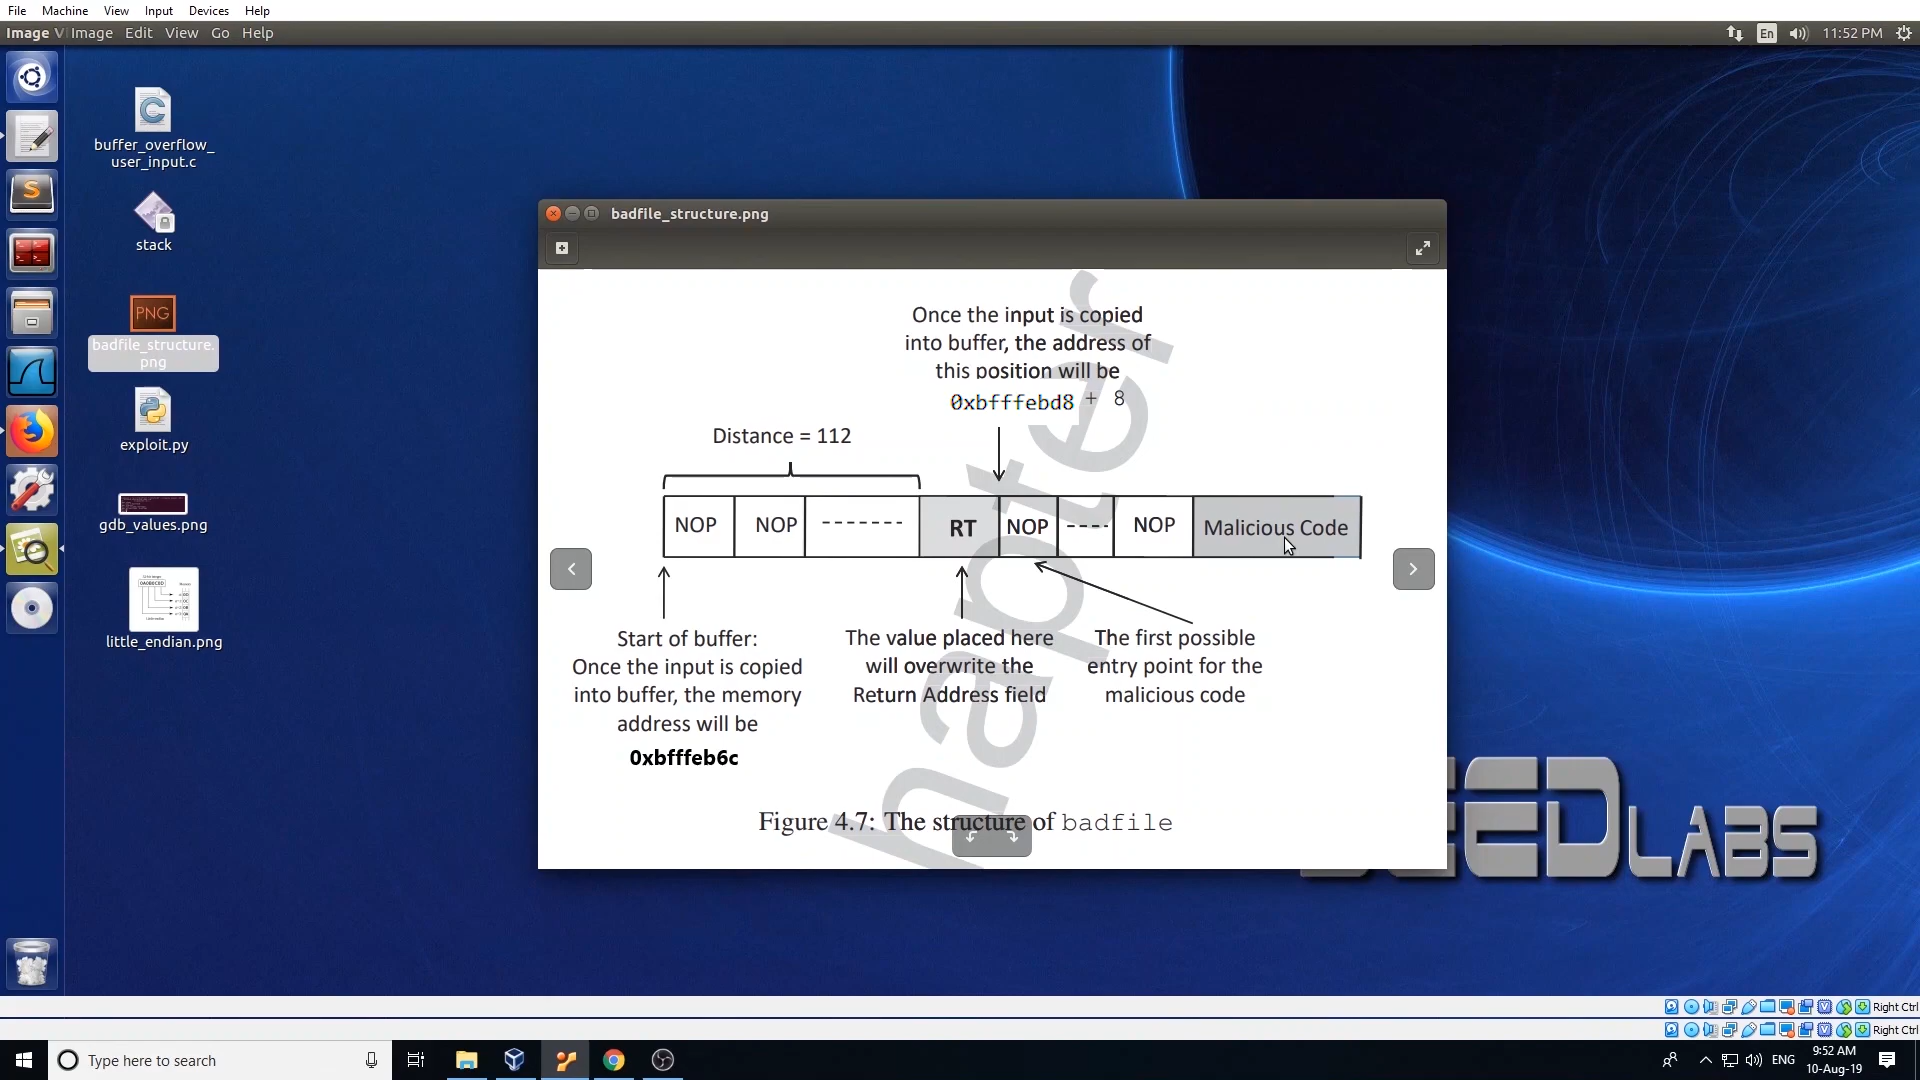 File Machine View Input Devices Help
Image V Image Edit View Go Help
En 11:52 PM
buffer_overflow_
user_input.c
stack
PNG
badfile_structure.
png
exploit.py
gdb_values.png
little_endian.png
badfile_structure.png
Once the input is copied
into buffer, the address of
this position will be
0xbfffebd8 + 8
Distance = 112
NOP NOP ------- RT NOP ---- NOP Malicious Code
Start of buffer:
Once the input is copied
into buffer, the memory
address will be
0xbfffeb6c
The value placed here
will overwrite the
Return Address field
The first possible
entry point for the
malicious code
Figure 4.7: The structure of badfile
hapter
EED LABS
Right Ctrl
Right Ctrl
Type here to search
ENG
9:52 AM
10-Aug-19